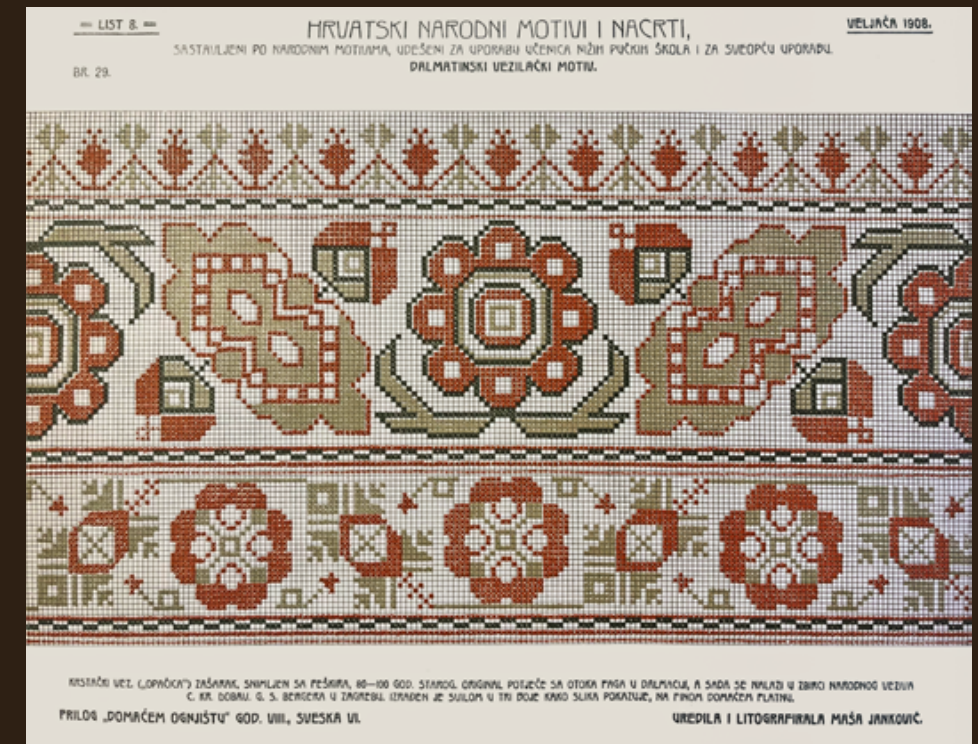 LIST 8.
HRVATSKI NARODNI MOTIVI I NACRTI,
VELJAČA 1908.
SASTAVLJENI PO NARODNIM MOTIVIMA, UDEŠENI ZA UPORABU UČENICA NIŽIH PUČKIH ŠKOLA I ZA SVEOPĆU UPORABU.
BR. 29.
DALMATINSKI VEZILAČKI MOTIV.
KRSTAČKI VEZ. („OPAČICA") ZAŠARAK, SNIMLJEN SA PEŠKIRA, 80—100 GOD. STAROG. ORIGINAL POTJEČE SA OTOKA PAGA U DALMACIJI, A SADA SE NALAZI U ZBIRCI NARODNOG VEZIVA
C. KR. DOBAV. G. S. BERGERA U ZAGREBU. IZRAĐEN JE SVILOM U TRI BOJE KAKO SLIKA POKAZUJE, NA FINOM DOMAĆEM PLATNU.
PRILOG „DOMAĆEM OGNJIŠTU" GOD. VIII., SVESKA VI.
UREDILA I LITOGRAFIRALA MAŠA JANKOVIĆ.